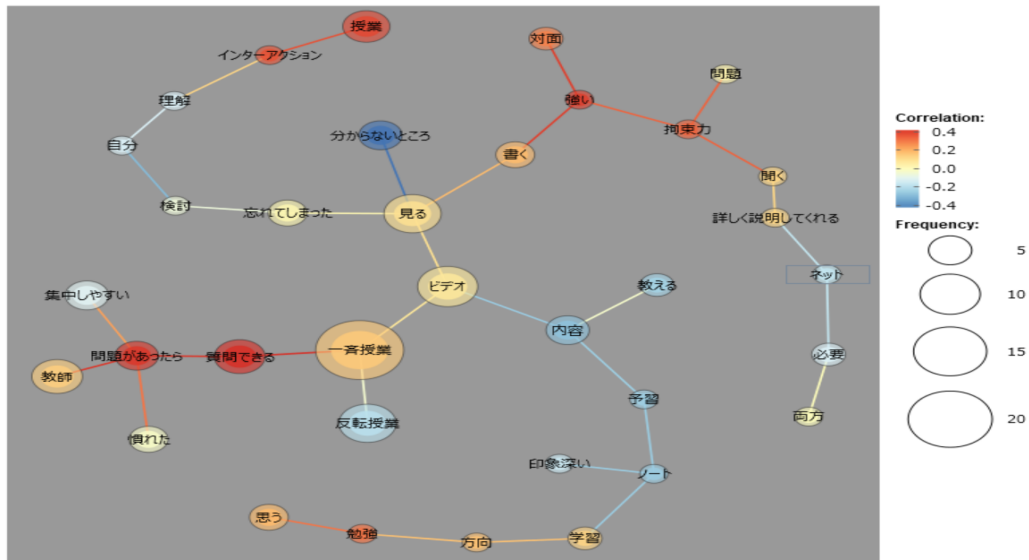 授業
インターアクション
対面
問題
理解
強い
拘束力
分からないところ
自分
書く
聞く
検討
忘れてしまった
見る
詳しく説明してくれる
ネット
集中しやすい
ビデオ
教える
内容
問題があったら
質問できる
一斉授業
必要
教師
予習
反転授業
両方
慣れた
印象深い
ノート
思う
勉強
方向
学習
Correlation:
0.4
0.2
0.0
-0.2
-0.4
Frequency:
5
10
15
20